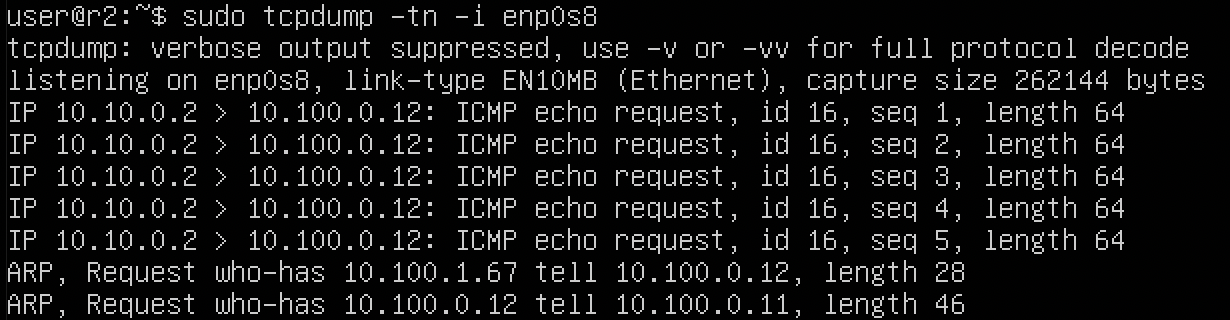 user@r2:~$ sudo tcpdump -tn -i enp0s8
tcpdump: verbose output suppressed, use -v or -vv for full protocol decode
listening on enp0s8, link-type EN10MB (Ethernet), capture size 262144 bytes
IP 10.10.0.2 > 10.100.0.12: ICMP echo request, id 16, seq 1, length 64
IP 10.10.0.2 > 10.100.0.12: ICMP echo request, id 16, seq 2, length 64
IP 10.10.0.2 > 10.100.0.12: ICMP echo request, id 16, seq 3, length 64
IP 10.10.0.2 > 10.100.0.12: ICMP echo request, id 16, seq 4, length 64
IP 10.10.0.2 > 10.100.0.12: ICMP echo request, id 16, seq 5, length 64
ARP, Request who-has 10.100.1.67 tell 10.100.0.12, length 28
ARP, Request who-has 10.100.0.12 tell 10.100.0.11, length 46